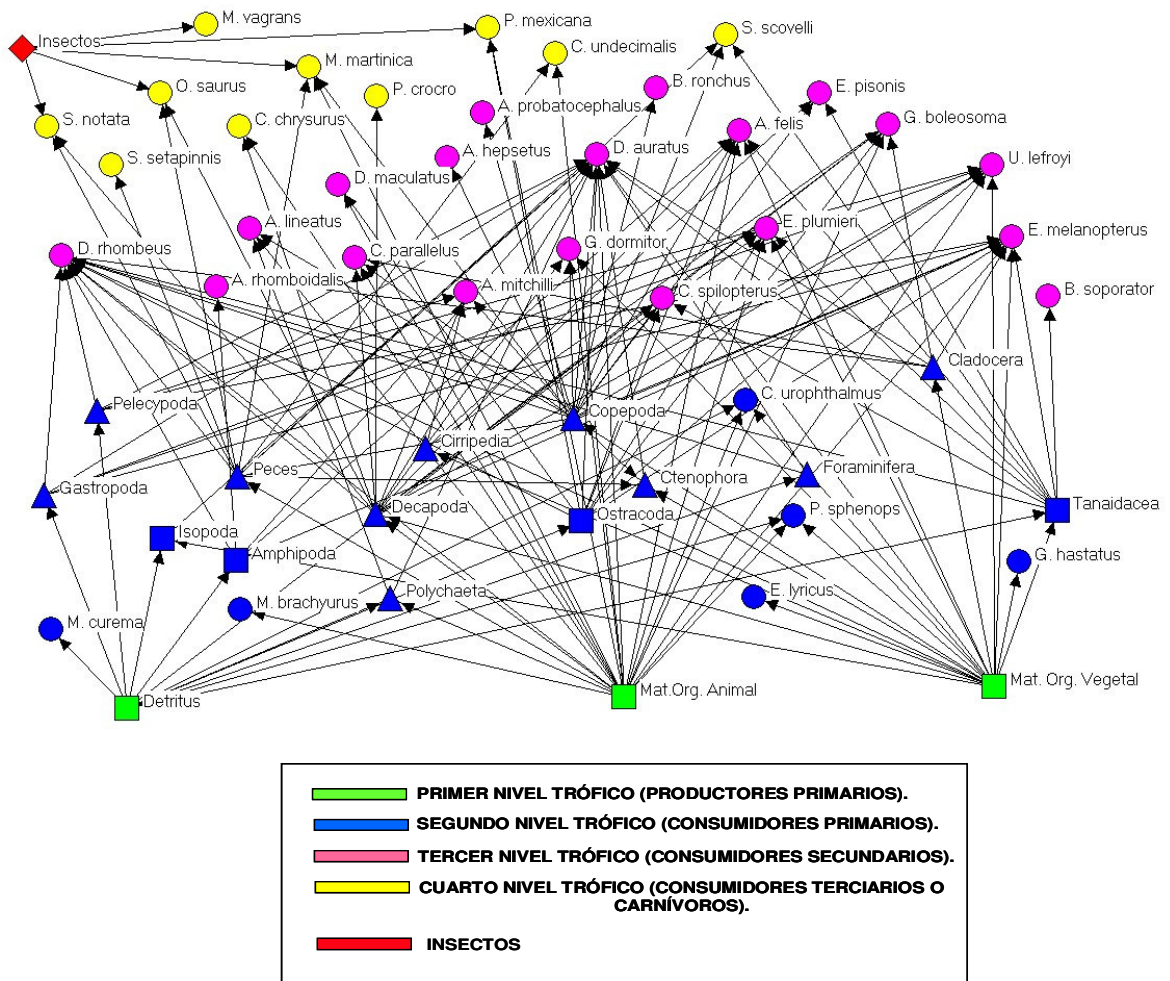 M. vagrans
P. mexicana
Insectos
S. scovelli
C. undecimalis
M. martinica
O. saurus
B. ronchus
E. pisonis
P. crocro
A. probatocephalus
S. notata
C. chrysurus
A. felis
G. boleosoma
S. setapinnis
A. hepsetus
D. auratus
U. lefroyi
D. maculatus
A. lineatus
E. plumieri
D. rhombeus
C. parallelus
G. dormitor
E. melanopterus
A. rhomboidalis
A. mitchilli
C. spilopterus
B. soporator
Cladocera
C. urophthalmus
Pelecypoda
Copepoda
Cirripedia
Peces
Ctenophora
Foraminifera
Gastropoda
Decapoda
Ostracoda
P. sphenops
Tanaidacea
Isopoda
Amphipoda
G. hastatus
M. brachyurus
Polychaeta
E. lyricus
M. curema
Detritus
Mat.Org. Animal
Mat. Org. Vegetal
PRIMER NIVEL TRÓFICO (PRODUCTORES PRIMARIOS).
SEGUNDO NIVEL TRÓFICO (CONSUMIDORES PRIMARIOS).
TERCER NIVEL TRÓFICO (CONSUMIDORES SECUNDARIOS).
CUARTO NIVEL TRÓFICO (CONSUMIDORES TERCIARIOS O
CARNÍVOROS).
INSECTOS